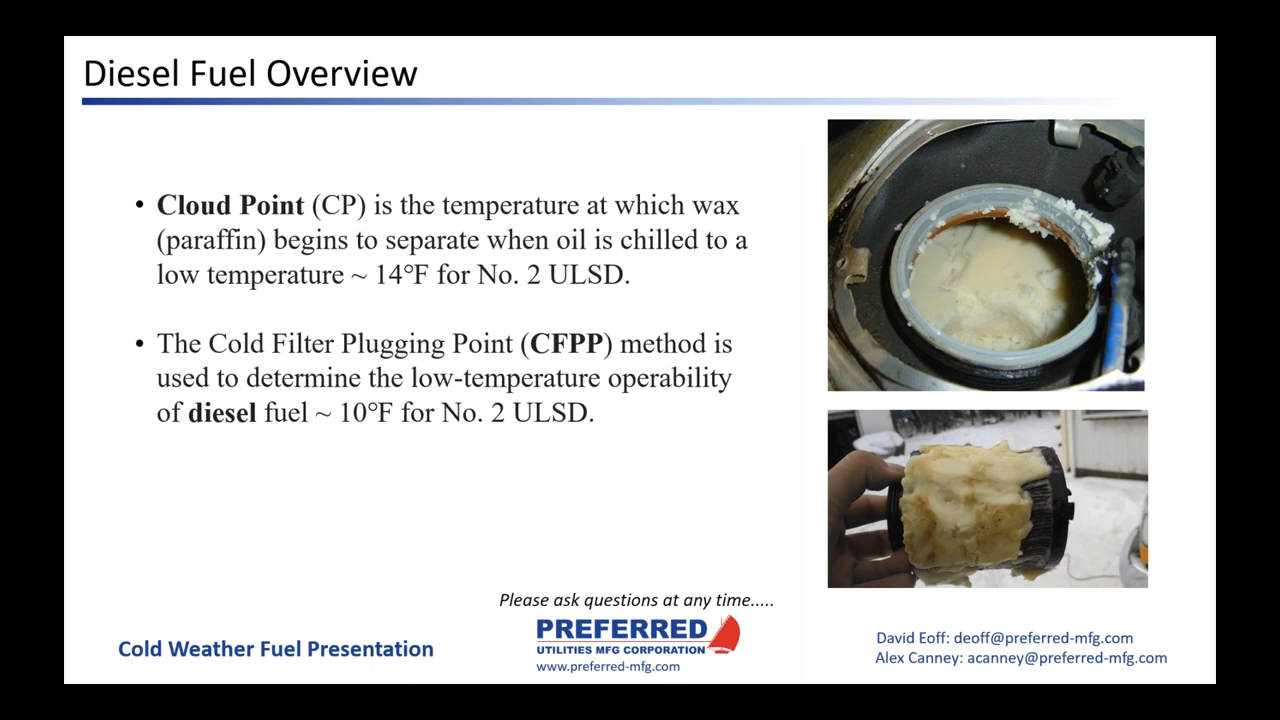 Diesel Fuel Overview
• Cloud Point (CP) is the temperature at which wax
(paraffin) begins to separate when oil is chilled to a
low temperature ~ 14°F for No. 2 ULSD.
• The Cold Filter Plugging Point (CFPP) method is
used to determine the low-temperature operability
of diesel fuel ~ 10°F for No. 2 ULSD.
Please ask questions at any time.....
Cold Weather Fuel Presentation
PREFERRED
UTILITIES MFG CORPORATION
www.preferred-mfg.com
David Eoff: deoff@preferred-mfg.com
Alex Canney: acanney@preferred-mfg.com